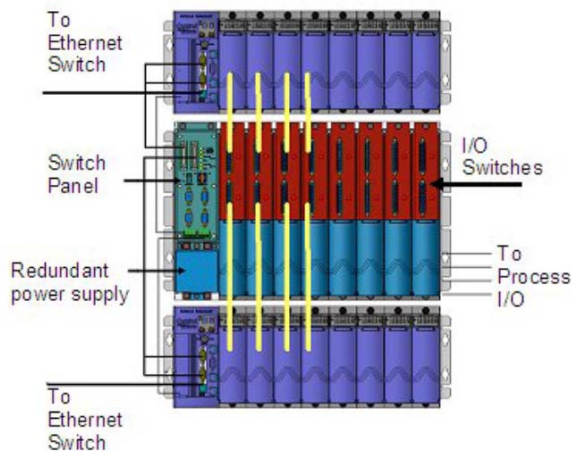 To
Ethernet
Switch
Switch
Panel
I/O
Switches
Redundant
power supply
To
Process
I/O
To
Ethernet
Switch